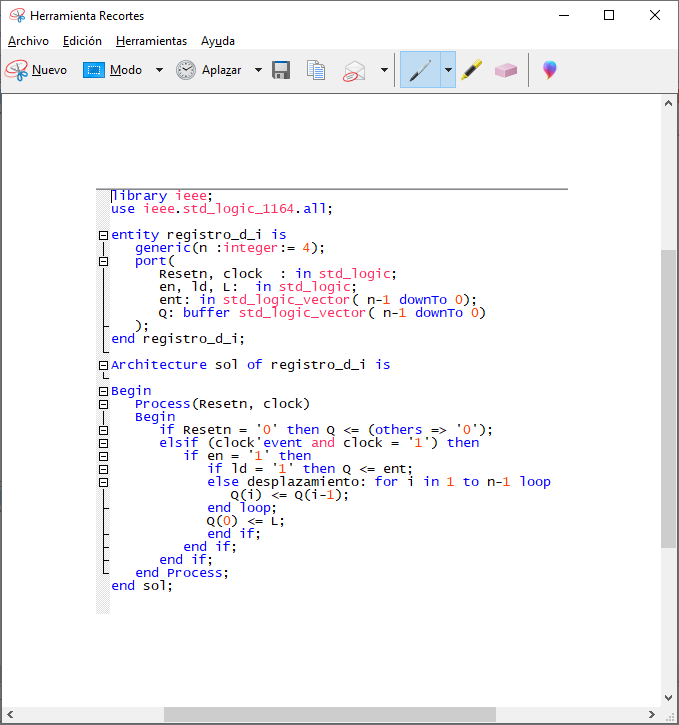 Herramienta Recortes
Archivo Edición Herramientas Ayuda
Nuevo Modo Aplazar
library ieee;
use ieee.std_logic_1164.all;
entity registro_d_i is
generic(n :integer:= 4);
port(
Resetn, clock  : in std_logic;
en, ld, L:  in std_logic;
ent: in std_logic_vector( n-1 downTo 0);
Q: buffer std_logic_vector( n-1 downTo 0)
);
end registro_d_i;
Architecture sol of registro_d_i is
Begin
Process(Resetn, clock)
Begin
if Resetn = '0' then Q <= (others => '0');
elsif (clock'event and clock = '1') then
if en = '1' then
if ld = '1' then Q <= ent;
else desplazamiento: for i in 1 to n-1 loop
Q(i) <= Q(i-1);
end loop;
Q(0) <= L;
end if;
end if;
end if;
end Process;
end sol;